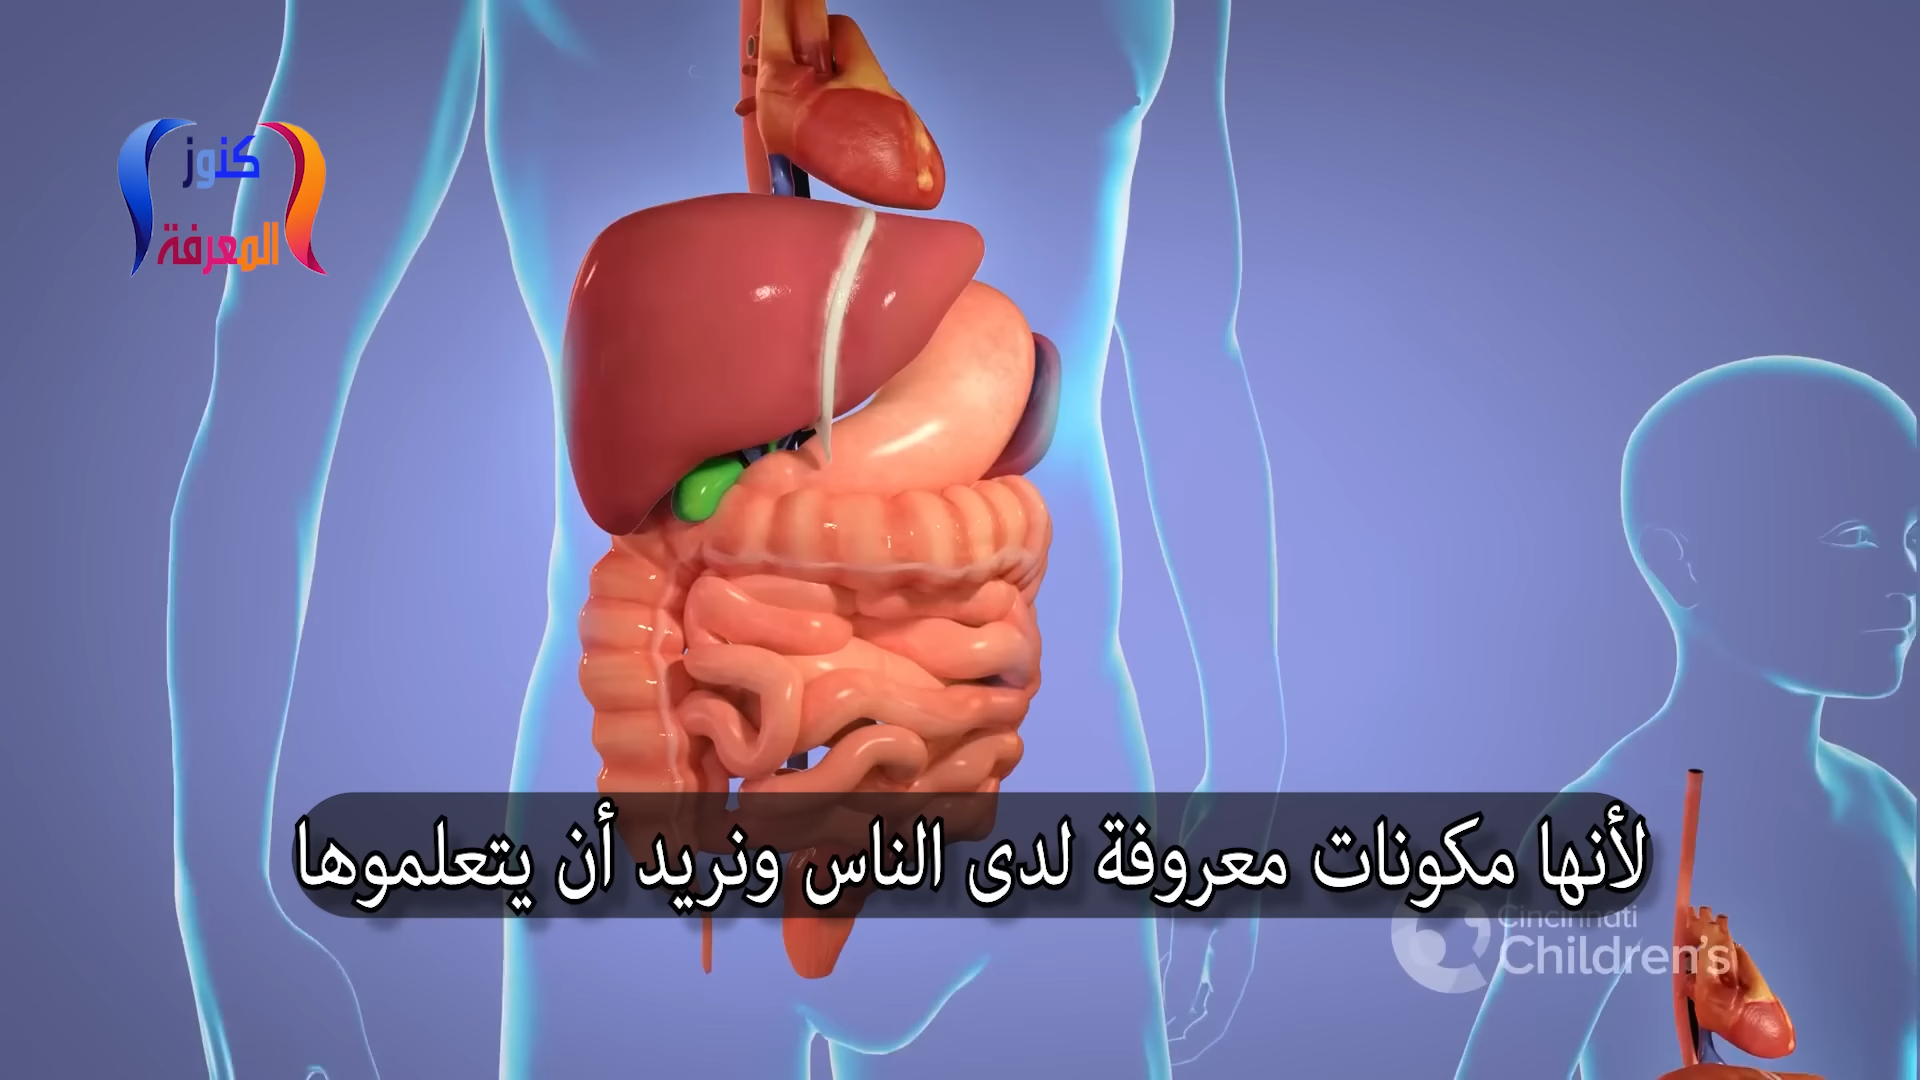 كنوز
المعرفة
لأنها مكونات معروفة لدى الناس ونريد أن يتعلموها
Cincinnati
Children's